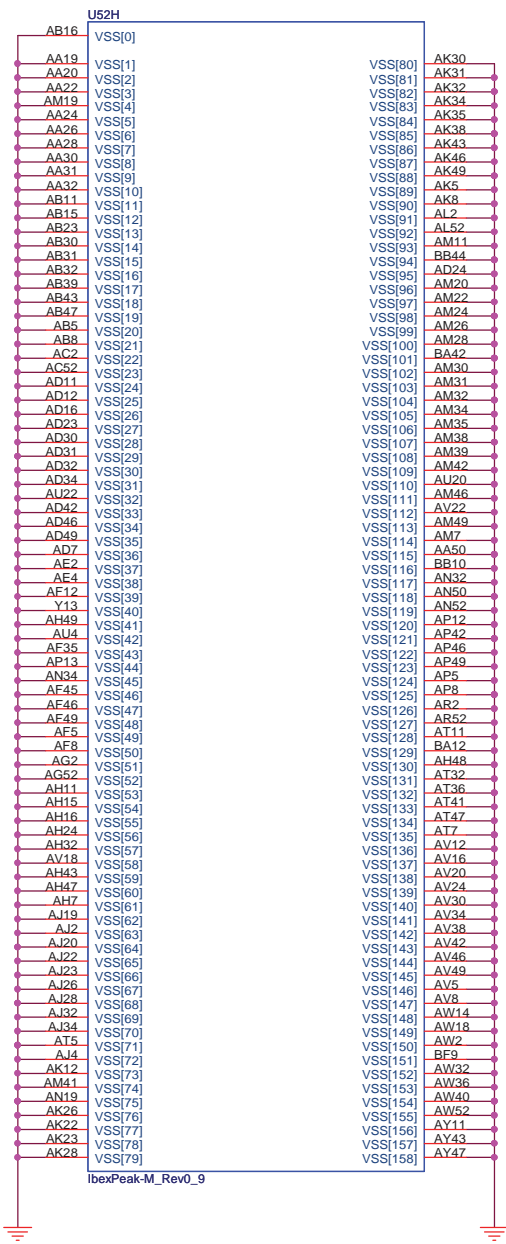 U52H
AB16 VSS[0]
AA19 VSS[1] VSS[80] AK30
AA20 VSS[2] VSS[81] AK31
AA22 VSS[3] VSS[82] AK32
AM19 VSS[4] VSS[83] AK34
AA24 VSS[5] VSS[84] AK35
AA26 VSS[6] VSS[85] AK38
AA28 VSS[7] VSS[86] AK43
AA30 VSS[8] VSS[87] AK46
AA31 VSS[9] VSS[88] AK49
AA32 VSS[10] VSS[89] AK5
AB11 VSS[11] VSS[90] AK8
AB15 VSS[12] VSS[91] AL2
AB23 VSS[13] VSS[92] AL52
AB30 VSS[14] VSS[93] AM11
AB31 VSS[15] VSS[94] BB44
AB32 VSS[16] VSS[95] AD24
AB39 VSS[17] VSS[96] AM20
AB43 VSS[18] VSS[97] AM22
AB47 VSS[19] VSS[98] AM24
AB5 VSS[20] VSS[99] AM26
AB8 VSS[21] VSS[100] AM28
AC2 VSS[22] VSS[101] BA42
AC52 VSS[23] VSS[102] AM30
AD11 VSS[24] VSS[103] AM31
AD12 VSS[25] VSS[104] AM32
AD16 VSS[26] VSS[105] AM34
AD23 VSS[27] VSS[106] AM35
AD30 VSS[28] VSS[107] AM38
AD31 VSS[29] VSS[108] AM39
AD32 VSS[30] VSS[109] AM42
AD34 VSS[31] VSS[110] AU20
AU22 VSS[32] VSS[111] AM46
AD42 VSS[33] VSS[112] AV22
AD46 VSS[34] VSS[113] AM49
AD49 VSS[35] VSS[114] AM7
AD7 VSS[36] VSS[115] AA50
AE2 VSS[37] VSS[116] BB10
AE4 VSS[38] VSS[117] AN32
AF12 VSS[39] VSS[118] AN50
Y13 VSS[40] VSS[119] AN52
AH49 VSS[41] VSS[120] AP12
AU4 VSS[42] VSS[121] AP42
AF35 VSS[43] VSS[122] AP46
AP13 VSS[44] VSS[123] AP49
AN34 VSS[45] VSS[124] AP5
AF45 VSS[46] VSS[125] AP8
AF46 VSS[47] VSS[126] AR2
AF49 VSS[48] VSS[127] AR52
AF5 VSS[49] VSS[128] AT11
AF8 VSS[50] VSS[129] BA12
AG2 VSS[51] VSS[130] AH48
AG52 VSS[52] VSS[131] AT32
AH11 VSS[53] VSS[132] AT36
AH15 VSS[54] VSS[133] AT41
AH16 VSS[55] VSS[134] AT47
AH24 VSS[56] VSS[135] AT7
AH32 VSS[57] VSS[136] AV12
AV18 VSS[58] VSS[137] AV16
AH43 VSS[59] VSS[138] AV20
AH47 VSS[60] VSS[139] AV24
AH7 VSS[61] VSS[140] AV30
AJ19 VSS[62] VSS[141] AV34
AJ2 VSS[63] VSS[142] AV38
AJ20 VSS[64] VSS[143] AV42
AJ22 VSS[65] VSS[144] AV46
AJ23 VSS[66] VSS[145] AV49
AJ26 VSS[67] VSS[146] AV5
AJ28 VSS[68] VSS[147] AV8
AJ32 VSS[69] VSS[148] AW14
AJ34 VSS[70] VSS[149] AW18
AT5 VSS[71] VSS[150] AW2
AJ4 VSS[72] VSS[151] BF9
AK12 VSS[73] VSS[152] AW32
AM41 VSS[74] VSS[153] AW36
AN19 VSS[75] VSS[154] AW40
AK26 VSS[76] VSS[155] AW52
AK22 VSS[77] VSS[156] AY11
AK23 VSS[78] VSS[157] AY43
AK28 VSS[79] VSS[158] AY47
IbexPeak-M_Rev0_9